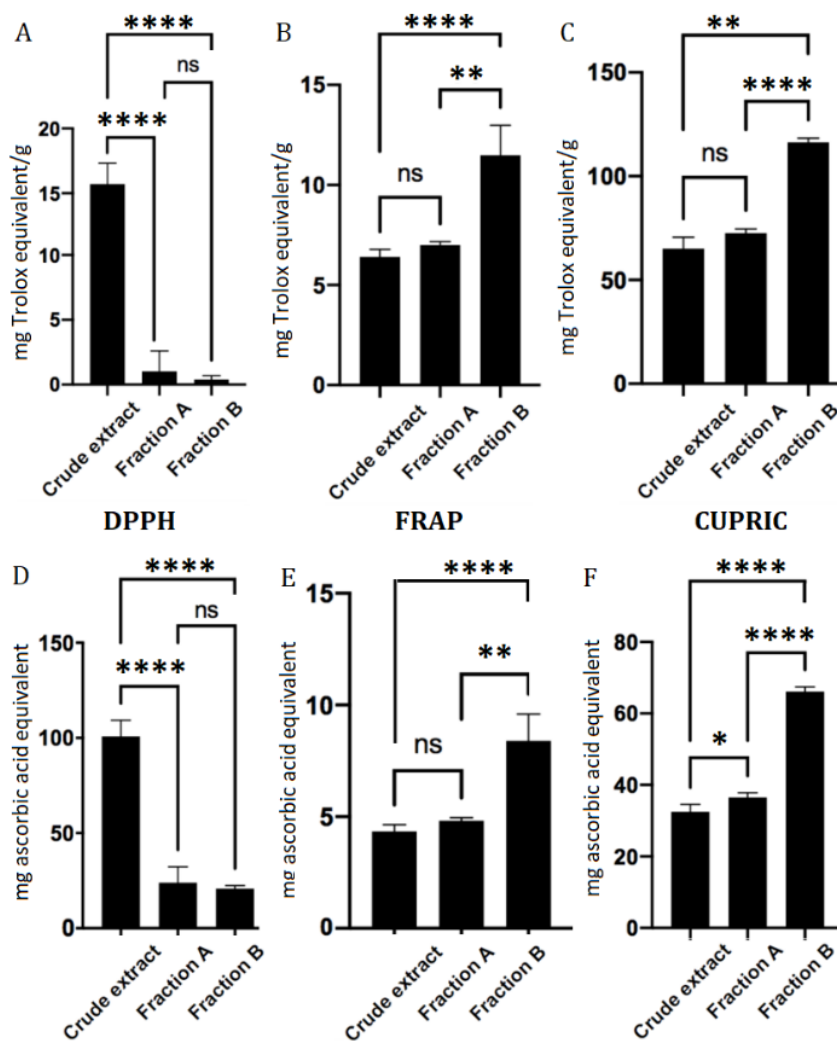 A
****
ns
****
20
15
10
5
0
mg Trolox equivalent/g
Crude extract
Fraction A
Fraction B
B
****
**
ns
15
10
5
0
mg Trolox equivalent/g
Crude extract
Fraction A
Fraction B
C
**
****
ns
150
100
50
0
mg Trolox equivalent/g
Crude extract
Fraction A
Fraction B
DPPH
FRAP
CUPRIC
D
****
ns
****
150
100
50
0
mg ascorbic acid equivalent
Crude extract
Fraction A
Fraction B
E
****
**
ns
15
10
5
0
mg ascorbic acid equivalent
Crude extract
Fraction A
Fraction B
F
****
****
*
80
60
40
20
0
mg ascorbic acid equivalent
Crude extract
Fraction A
Fraction B